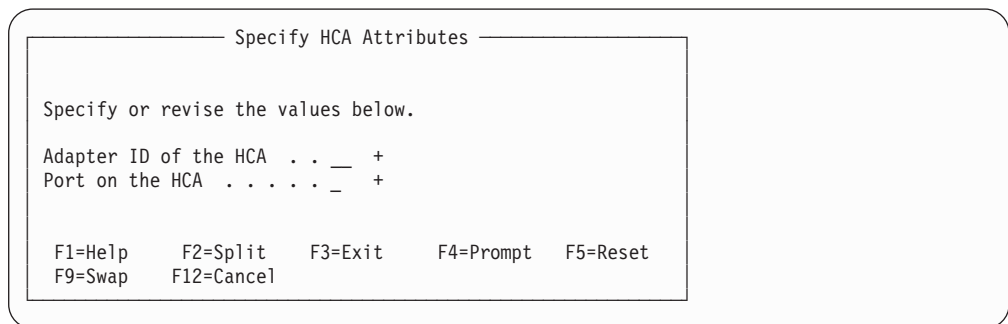 Specify HCA Attributes
Specify or revise the values below.
Adapter ID of the HCA . . __ +
Port on the HCA . . . . . _ +
F1=Help F2=Split F3=Exit F4=Prompt F5=Reset
F9=Swap F12=Cancel